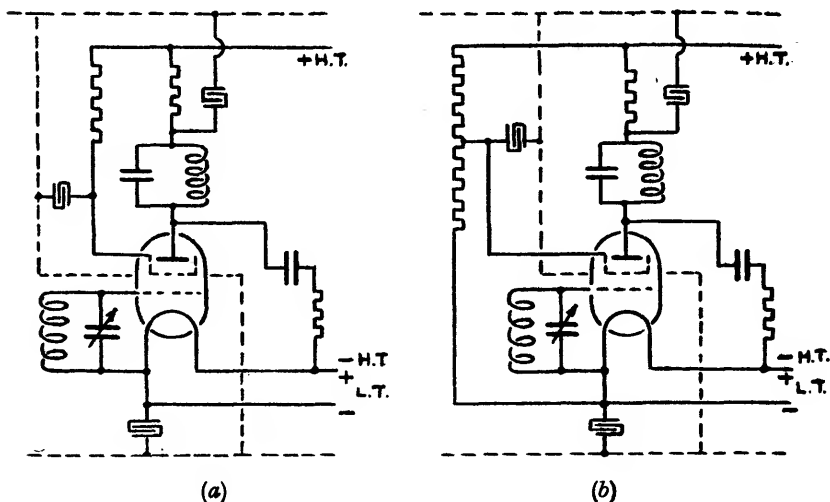 +H.T.
- H.T
+
L.T.
-
(a)
+H.T.
- H.T.
+
L.T.
-
(b)